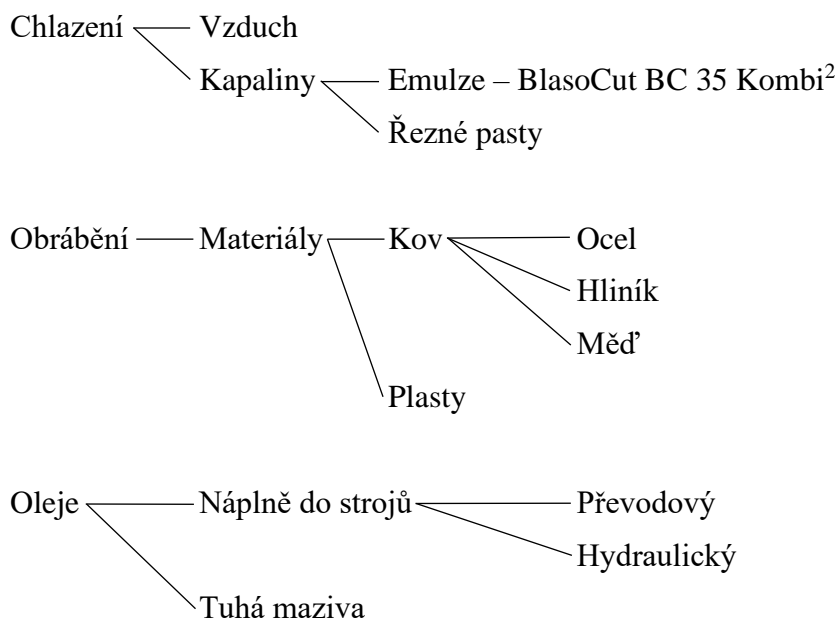 Chlazení Vzduch
Kapaliny Emulze – BlasoCut BC 35 Kombi²
Řezné pasty
Obrábění Materiály Kov Ocel
Hliník
Měď
Plasty
Oleje Náplně do strojů Převodový
Hydraulický
Tuhá maziva